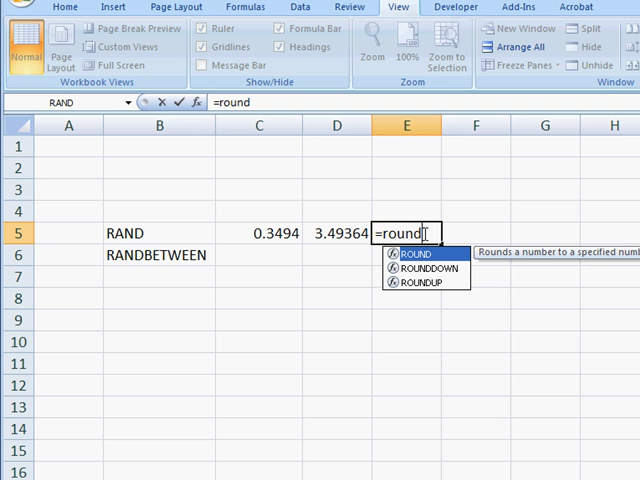 Home Insert Page Layout Formulas Data Review View Developer Add-Ins Acrobat
Normal Page Layout Page Break Preview Custom Views Full Screen
Ruler Formula Bar
Gridlines Headings
Message Bar
Zoom 100% Zoom to Selection
New Window Split
Arrange All Hide
Freeze Panes Unhide
Workbook Views Show/Hide Zoom Window
RAND fx =round
A B C D E F G H
1
2
3
4
5 RAND 0.3494 3.49364 =round
6 RANDBETWEEN
ROUND Rounds a number to a specified
ROUNDDOWN
ROUNDUP
7
8
9
10
11
12
13
14
15
16